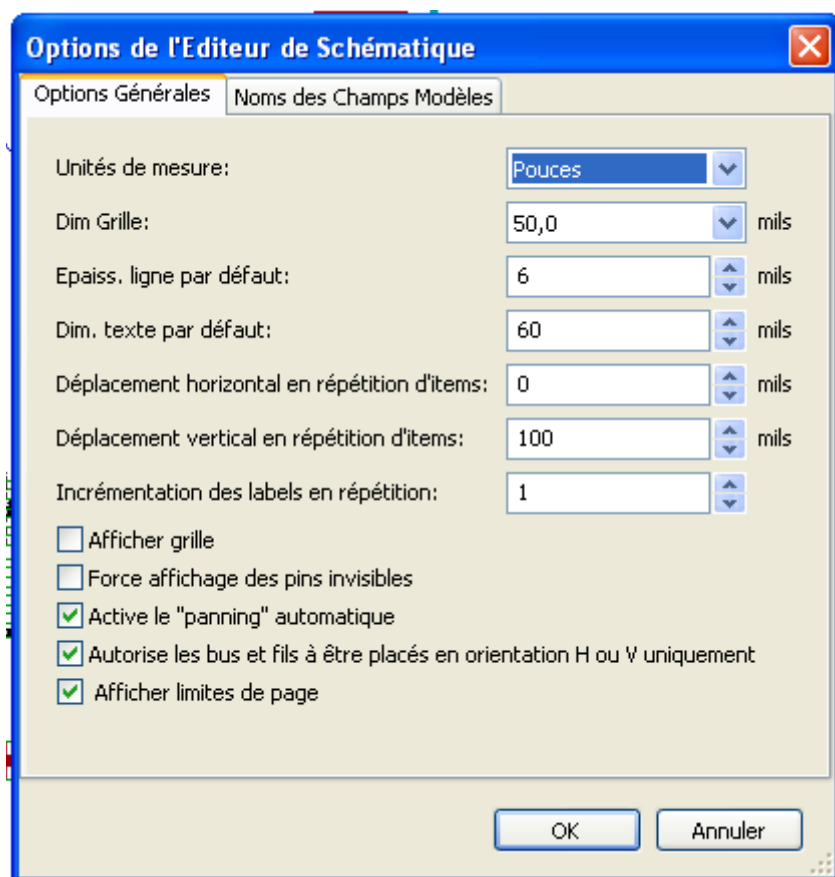 Options de l'Editeur de Schématique
Options Générales Noms des Champs Modèles
Unités de mesure: Pouces
Dim Grille: 50,0 mils
Epaiss. ligne par défaut: 6 mils
Dim. texte par défaut: 60 mils
Déplacement horizontal en répétition d'items: 0 mils
Déplacement vertical en répétition d'items: 100 mils
Incrémentation des labels en répétition: 1
Afficher grille
Force affichage des pins invisibles
Active le "panning" automatique
Autorise les bus et fils à être placés en orientation H ou V uniquement
Afficher limites de page
OK Annuler